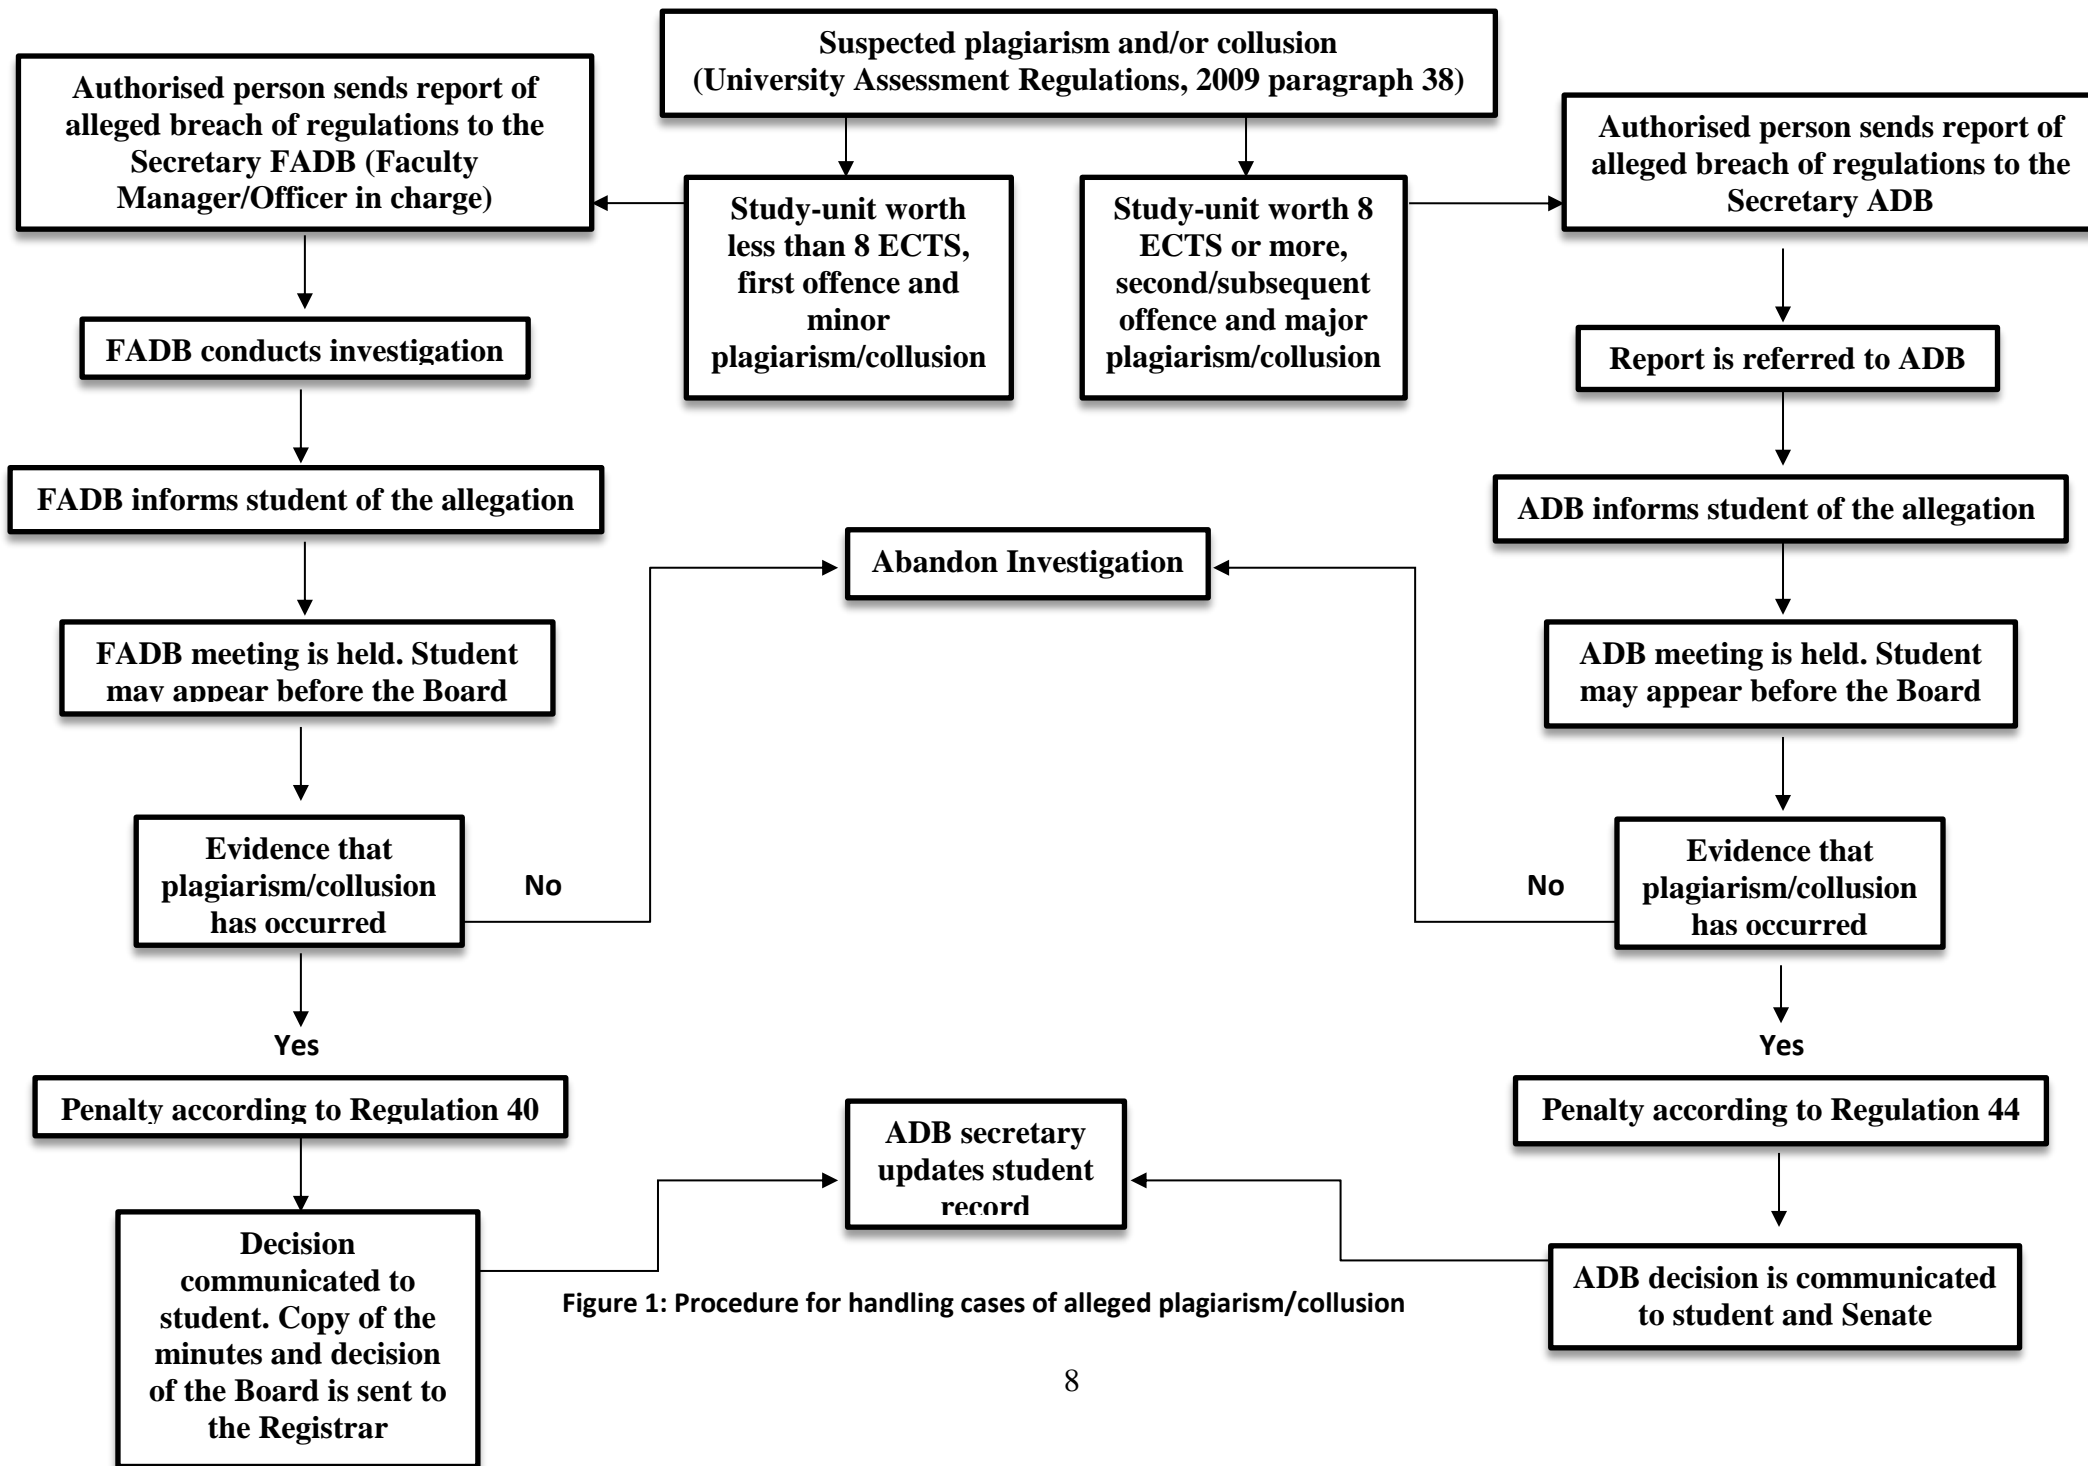 Suspected plagiarism and/or collusion
(University Assessment Regulations, 2009 paragraph 38)
Authorised person sends report of
alleged breach of regulations to the
Secretary FADB (Faculty
Manager/Officer in charge)
Study-unit worth
less than 8 ECTS,
first offence and
minor
plagiarism/collusion
Study-unit worth 8
ECTS or more,
second/subsequent
offence and major
plagiarism/collusion
Authorised person sends report of
alleged breach of regulations to the
Secretary ADB
FADB conducts investigation
Report is referred to ADB
FADB informs student of the allegation
ADB informs student of the allegation
Abandon Investigation
FADB meeting is held. Student
may appear before the Board
ADB meeting is held. Student
may appear before the Board
Evidence that
plagiarism/collusion
has occurred
No
No
Evidence that
plagiarism/collusion
has occurred
Yes
Yes
Penalty according to Regulation 40
Penalty according to Regulation 44
ADB secretary
updates student
record
Decision
communicated to
student. Copy of the
minutes and decision
of the Board is sent to
the Registrar
ADB decision is communicated
to student and Senate
Figure 1: Procedure for handling cases of alleged plagiarism/collusion
8